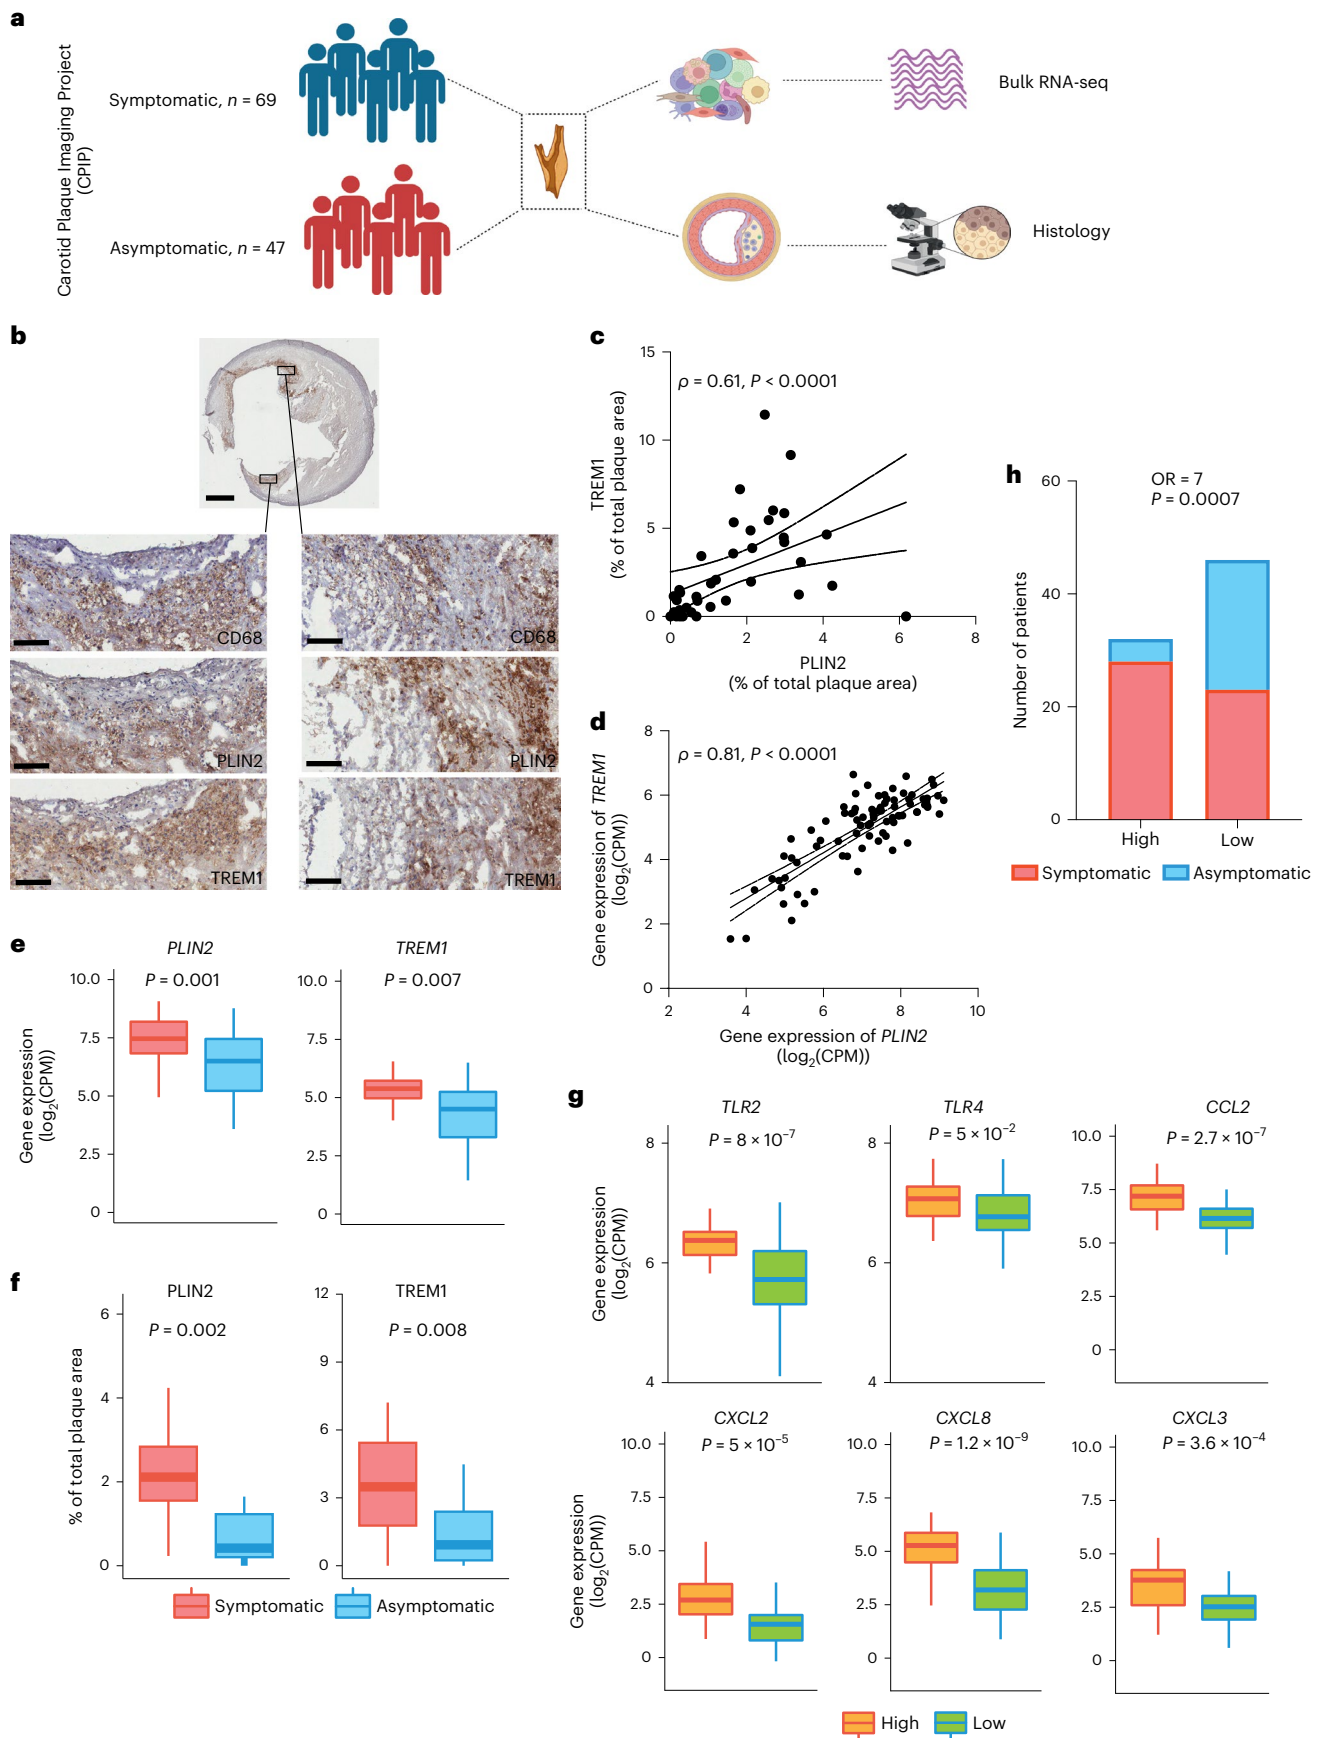 a
Carotid Plaque Imaging Project
(CPIP)
Symptomatic, n = 69
Asymptomatic, n = 47
Bulk RNA-seq
Histology
b
CD68
CD68
PLIN2
PLIN2
TREM1
TREM1
c
ρ = 0.61, P < 0.0001
TREM1
(% of total plaque area)
15
10
5
0
0 2 4 6 8
PLIN2
(% of total plaque area)
d
ρ = 0.81, P < 0.0001
Gene expression of TREM1
(log2(CPM))
8
6
4
2
0
2 4 6 8 10
Gene expression of PLIN2
(log2(CPM))
h
OR = 7
P = 0.0007
Number of patients
60
40
20
0
High Low
Symptomatic Asymptomatic
e
Gene expression
(log2(CPM))
PLIN2
P = 0.001
10.0
7.5
5.0
2.5
0
TREM1
P = 0.007
10.0
7.5
5.0
2.5
0
f
% of total plaque area
PLIN2
P = 0.002
6
4
2
0
TREM1
P = 0.008
12
9
6
3
0
Symptomatic Asymptomatic
g
Gene expression
(log2(CPM))
TLR2
P = 8 × 10−7
8
6
4
TLR4
P = 5 × 10−2
8
6
4
CCL2
P = 2.7 × 10−7
10.0
7.5
5.0
2.5
0
Gene expression
(log2(CPM))
CXCL2
P = 5 × 10−5
10.0
7.5
5.0
2.5
0
CXCL8
P = 1.2 × 10−9
10.0
7.5
5.0
2.5
0
CXCL3
P = 3.6 × 10−4
10.0
7.5
5.0
2.5
0
High Low